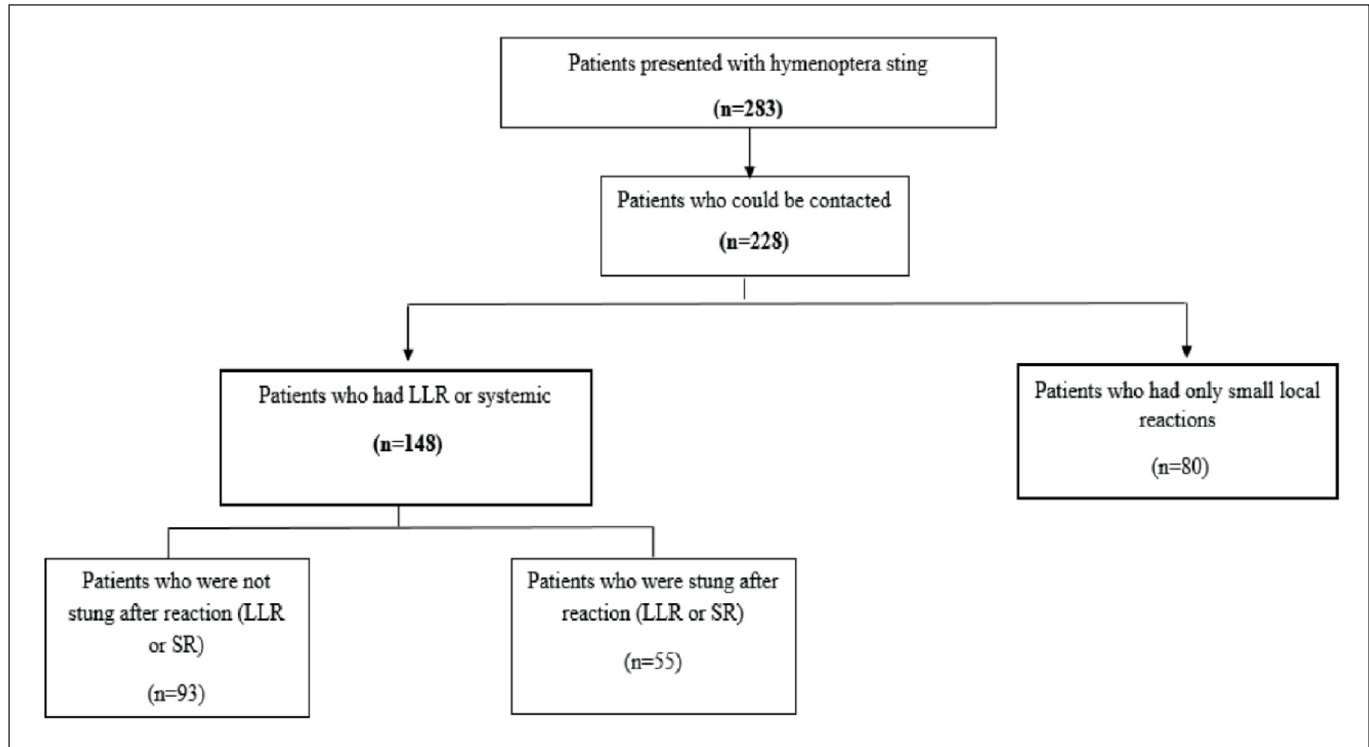 Patients presented with hymenoptera sting
(n=283)
Patients who could be contacted
(n=228)
Patients who had LLR or systemic
(n=148)
Patients who had only small local
reactions
(n=80)
Patients who were not
stung after reaction (LLR
or SR)
(n=93)
Patients who were stung after
reaction (LLR or SR)
(n=55)